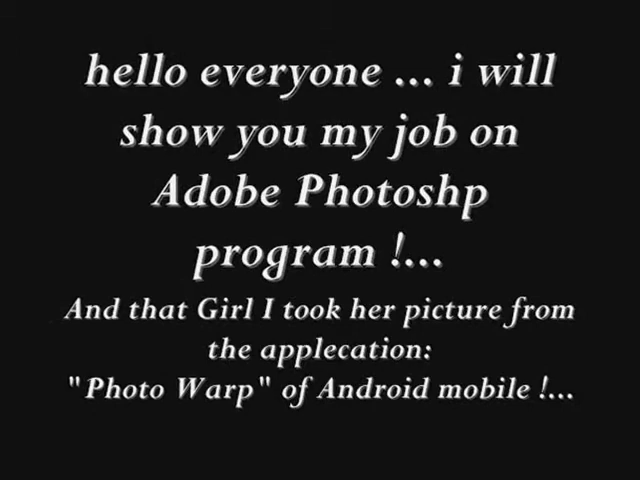 hello everyone ... i will
show you my job on
Adobe Photoshp
program !...
And that Girl I took her picture from
the applecation:
"Photo Warp" of Android mobile !...